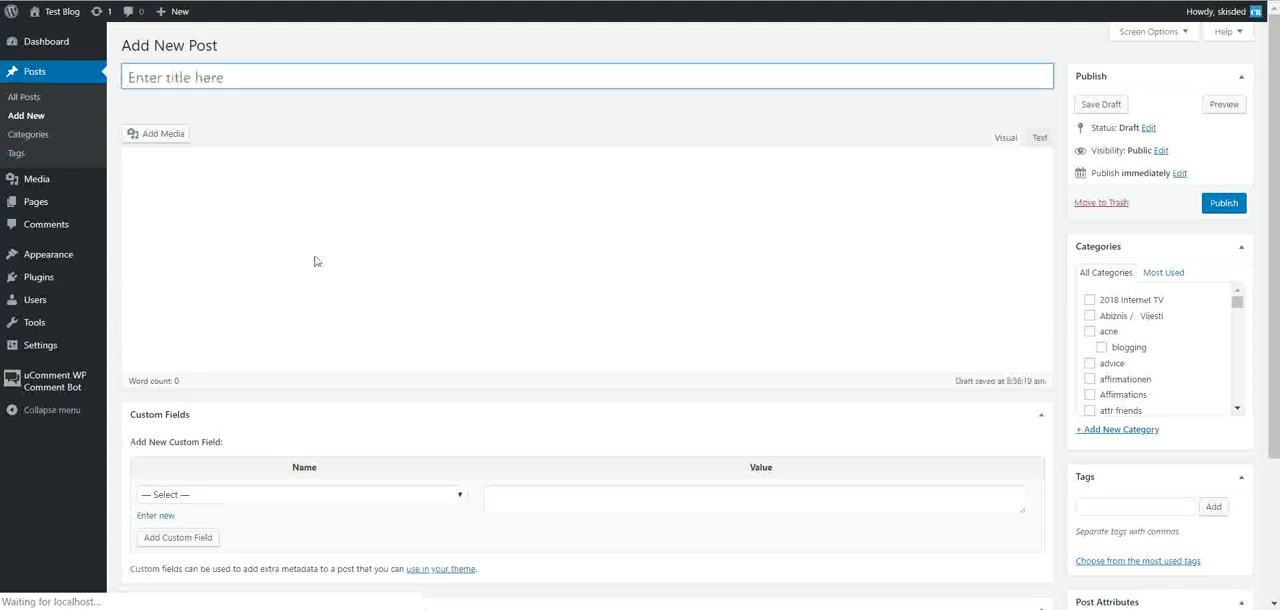 Test Blog 1 0 New
Howdy, skisded
Dashboard
Posts
All Posts
Add New
Categories
Tags
Media
Pages
Comments
Appearance
Plugins
Users
Tools
Settings
uComment WP
Comment Bot
Collapse menu
Screen Options Help
Add New Post
Enter title here
Add Media
Visual Text
Word count: 0
Draft saved at 8:36:19 am.
Custom Fields
Add New Custom Field:
Name Value
— Select —
Enter new
Add Custom Field
Custom fields can be used to add extra metadata to a post that you can use in your theme.
Publish
Save Draft Preview
Status: Draft Edit
Visibility: Public Edit
Publish immediately Edit
Move to Trash Publish
Categories
All Categories Most Used
2018 Internet TV
Abiznis / Vijesti
acne
blogging
advice
affirmationen
Affirmations
attr friends
+ Add New Category
Tags
Add
Separate tags with commas
Choose from the most used tags
Post Attributes
Waiting for localhost...